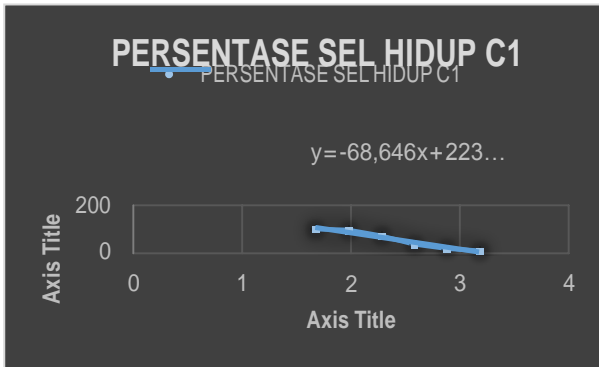 PERSENTASE SEL HIDUP C1
PERSENTASE SEL HIDUP C1
y=-68,646x+223…
200
0
Axis Title
0 1 2 3 4
Axis Title